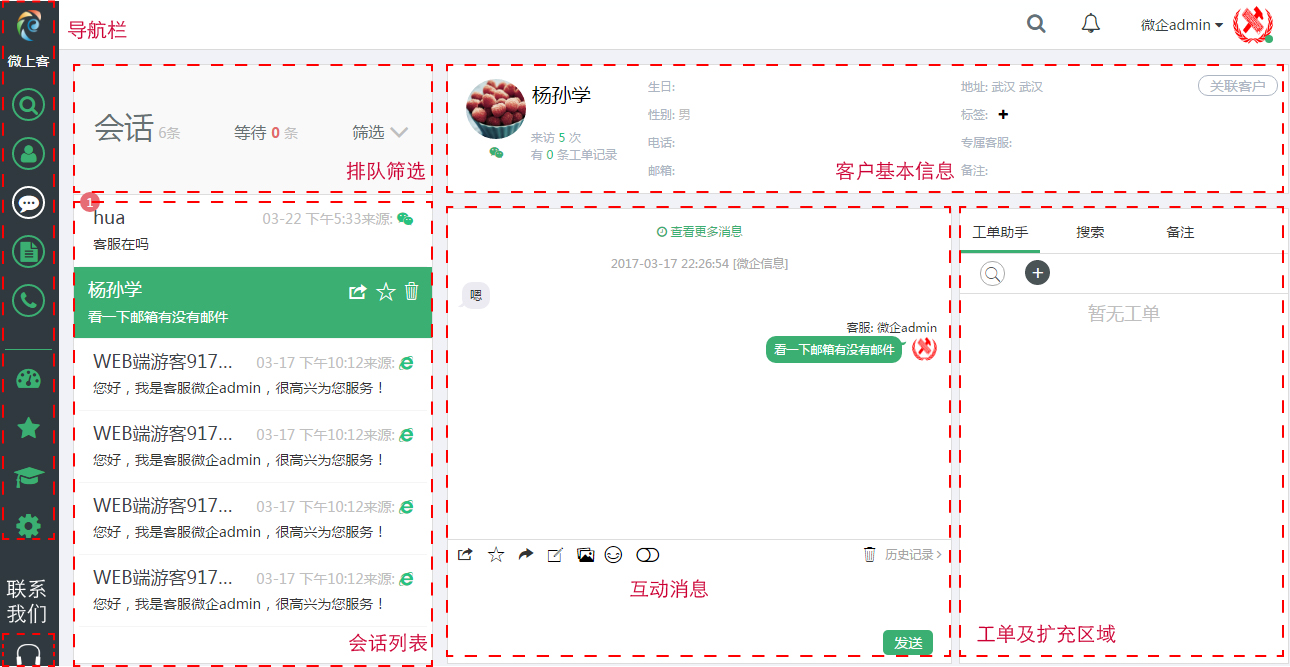 微上客
联系
我们
导航栏
微企admin
会话 6条
等待 0 条
筛选
排队筛选
1
hua
03-22 下午5:33来源:
客服在吗
杨孙学
看一下邮箱有没有邮件
WEB端游客917...
03-17 下午10:12来源:
您好，我是客服微企admin，很高兴为您服务！
WEB端游客917...
03-17 下午10:12来源:
您好，我是客服微企admin，很高兴为您服务！
WEB端游客917...
03-17 下午10:12来源:
您好，我是客服微企admin，很高兴为您服务！
WEB端游客917...
03-17 下午10:12来源:
您好，我是客服微企admin，很高兴为您服务！
会话列表
杨孙学
来访 5 次
有 0 条工单记录
生日:
性别: 男
电话:
邮箱:
地址: 武汉 武汉
标签:
专属客服:
备注:
关联客户
客户基本信息
查看更多消息
2017-03-17 22:26:54 [微企信息]
嗯
客服: 微企admin
看一下邮箱有没有邮件
历史记录
互动消息
发送
工单助手
搜索
备注
暂无工单
工单及扩充区域